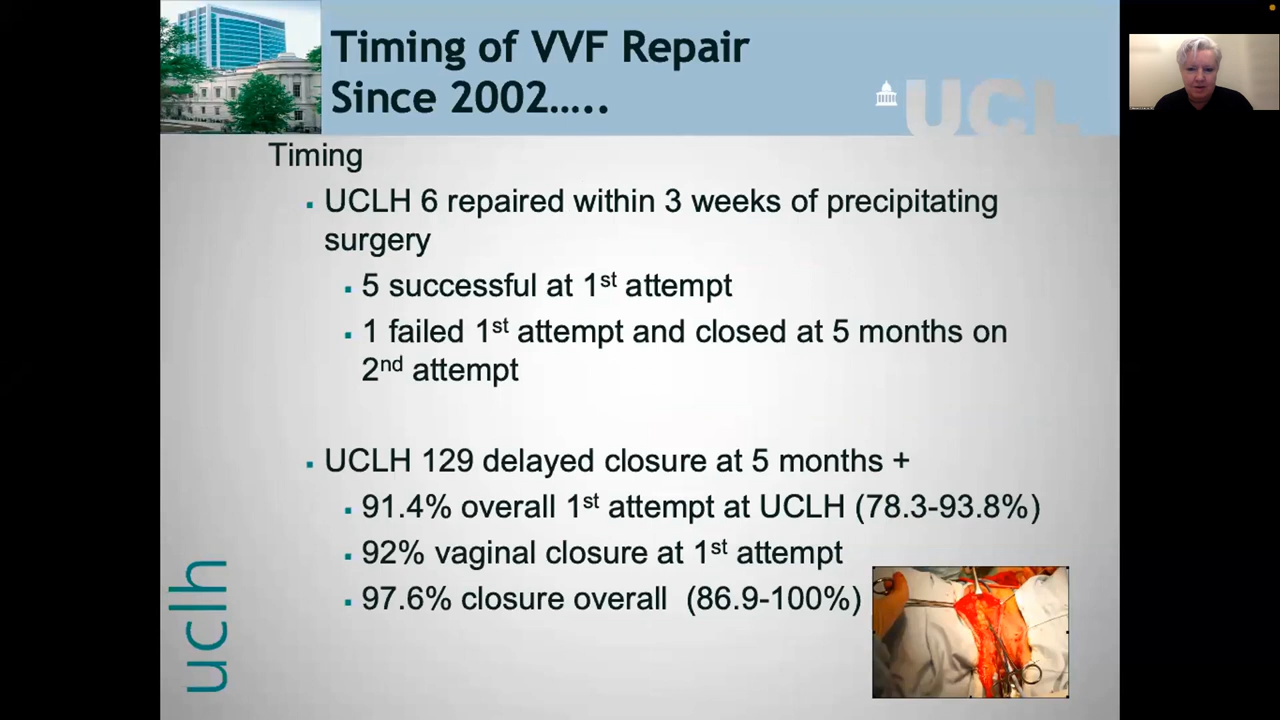 Timing of VVF Repair
Since 2002.....
UCL
Timing
UCLH 6 repaired within 3 weeks of precipitating
surgery
5 successful at 1st attempt
1 failed 1st attempt and closed at 5 months on
2nd attempt
UCLH 129 delayed closure at 5 months +
91.4% overall 1st attempt at UCLH (78.3-93.8%)
92% vaginal closure at 1st attempt
97.6% closure overall (86.9-100%)
uclh